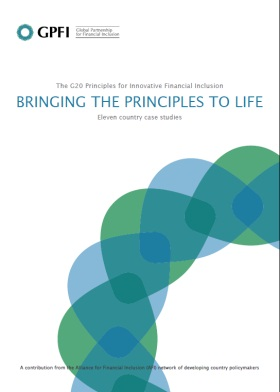 GPFI
Global Partnership
for Financial Inclusion
The G20 Principles for Innovative Financial Inclusion
BRINGING THE PRINCIPLES TO LIFE
Eleven country case studies
A contribution from the Alliance for Financial Inclusion (AFI) network of developing country policymakers